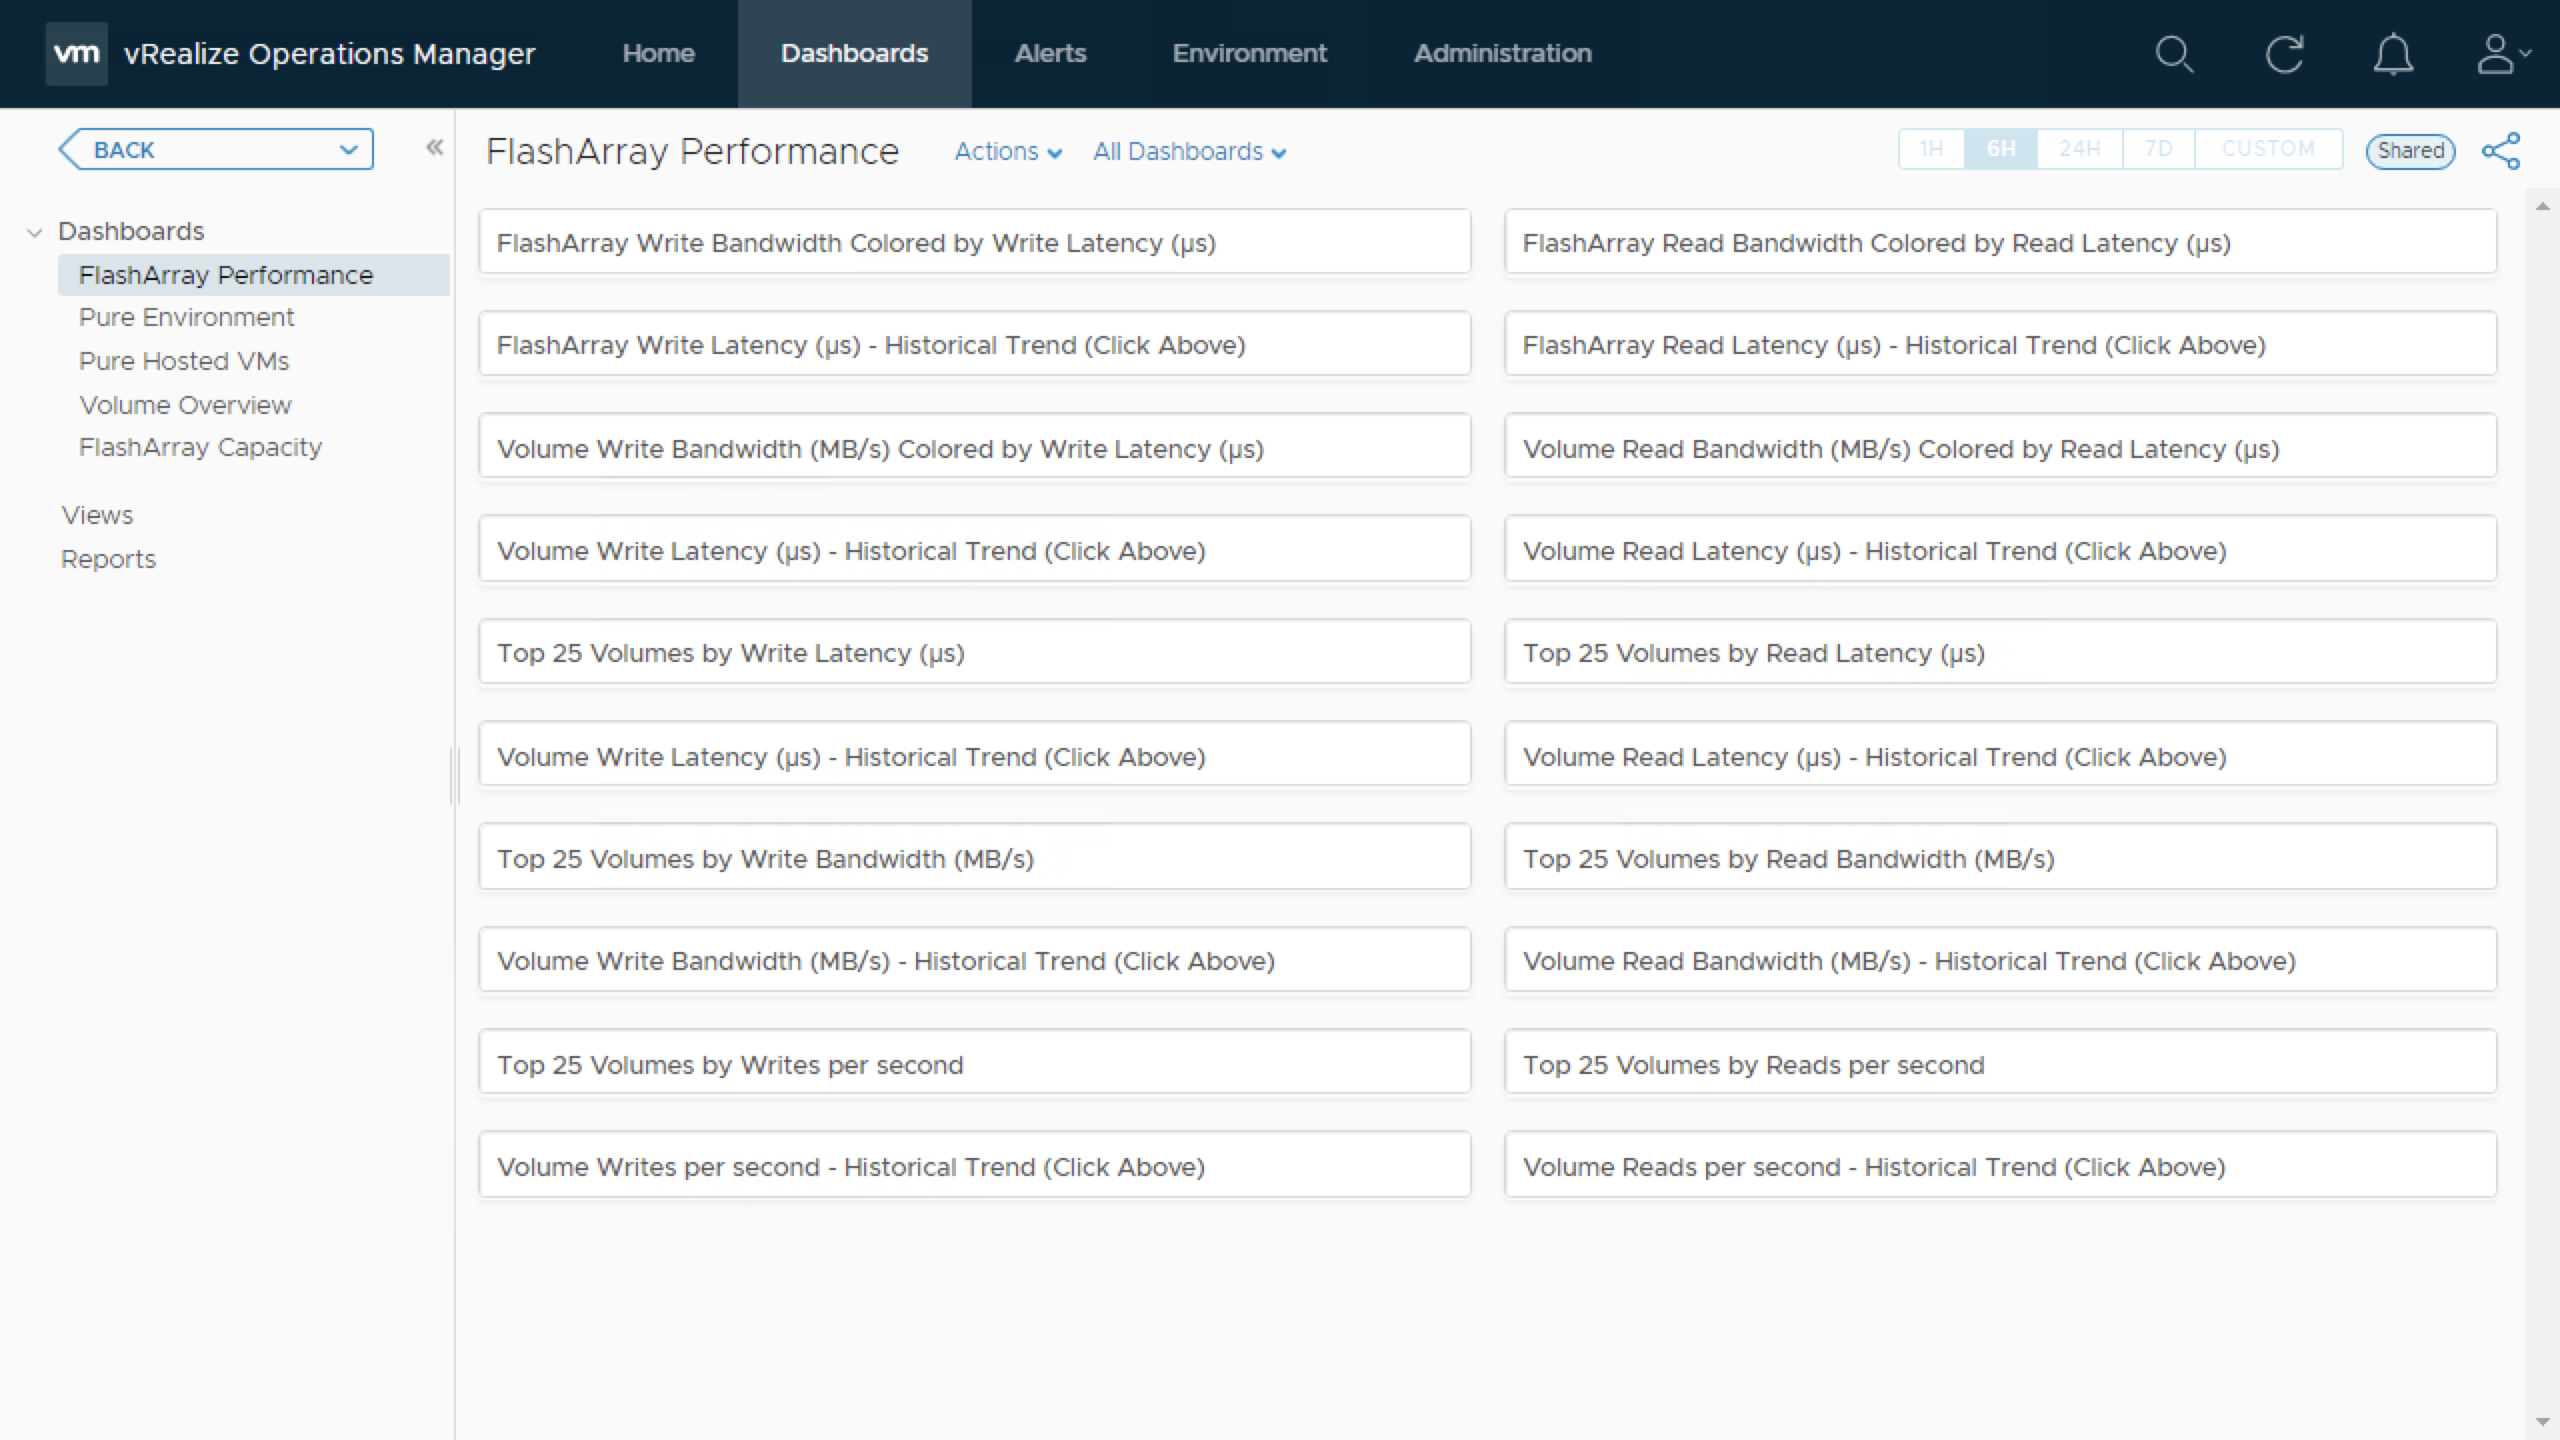 vm vRealize Operations Manager Home Dashboards Alerts Environment Administration
BACK
FlashArray Performance Actions All Dashboards 1H 6H 24H 7D CUSTOM Shared
Dashboards
FlashArray Performance
Pure Environment
Pure Hosted VMs
Volume Overview
FlashArray Capacity
Views
Reports
FlashArray Write Bandwidth Colored by Write Latency (µs)
FlashArray Read Bandwidth Colored by Read Latency (µs)
FlashArray Write Latency (µs) - Historical Trend (Click Above)
FlashArray Read Latency (µs) - Historical Trend (Click Above)
Volume Write Bandwidth (MB/s) Colored by Write Latency (µs)
Volume Read Bandwidth (MB/s) Colored by Read Latency (µs)
Volume Write Latency (µs) - Historical Trend (Click Above)
Volume Read Latency (µs) - Historical Trend (Click Above)
Top 25 Volumes by Write Latency (µs)
Top 25 Volumes by Read Latency (µs)
Volume Write Latency (µs) - Historical Trend (Click Above)
Volume Read Latency (µs) - Historical Trend (Click Above)
Top 25 Volumes by Write Bandwidth (MB/s)
Top 25 Volumes by Read Bandwidth (MB/s)
Volume Write Bandwidth (MB/s) - Historical Trend (Click Above)
Volume Read Bandwidth (MB/s) - Historical Trend (Click Above)
Top 25 Volumes by Writes per second
Top 25 Volumes by Reads per second
Volume Writes per second - Historical Trend (Click Above)
Volume Reads per second - Historical Trend (Click Above)